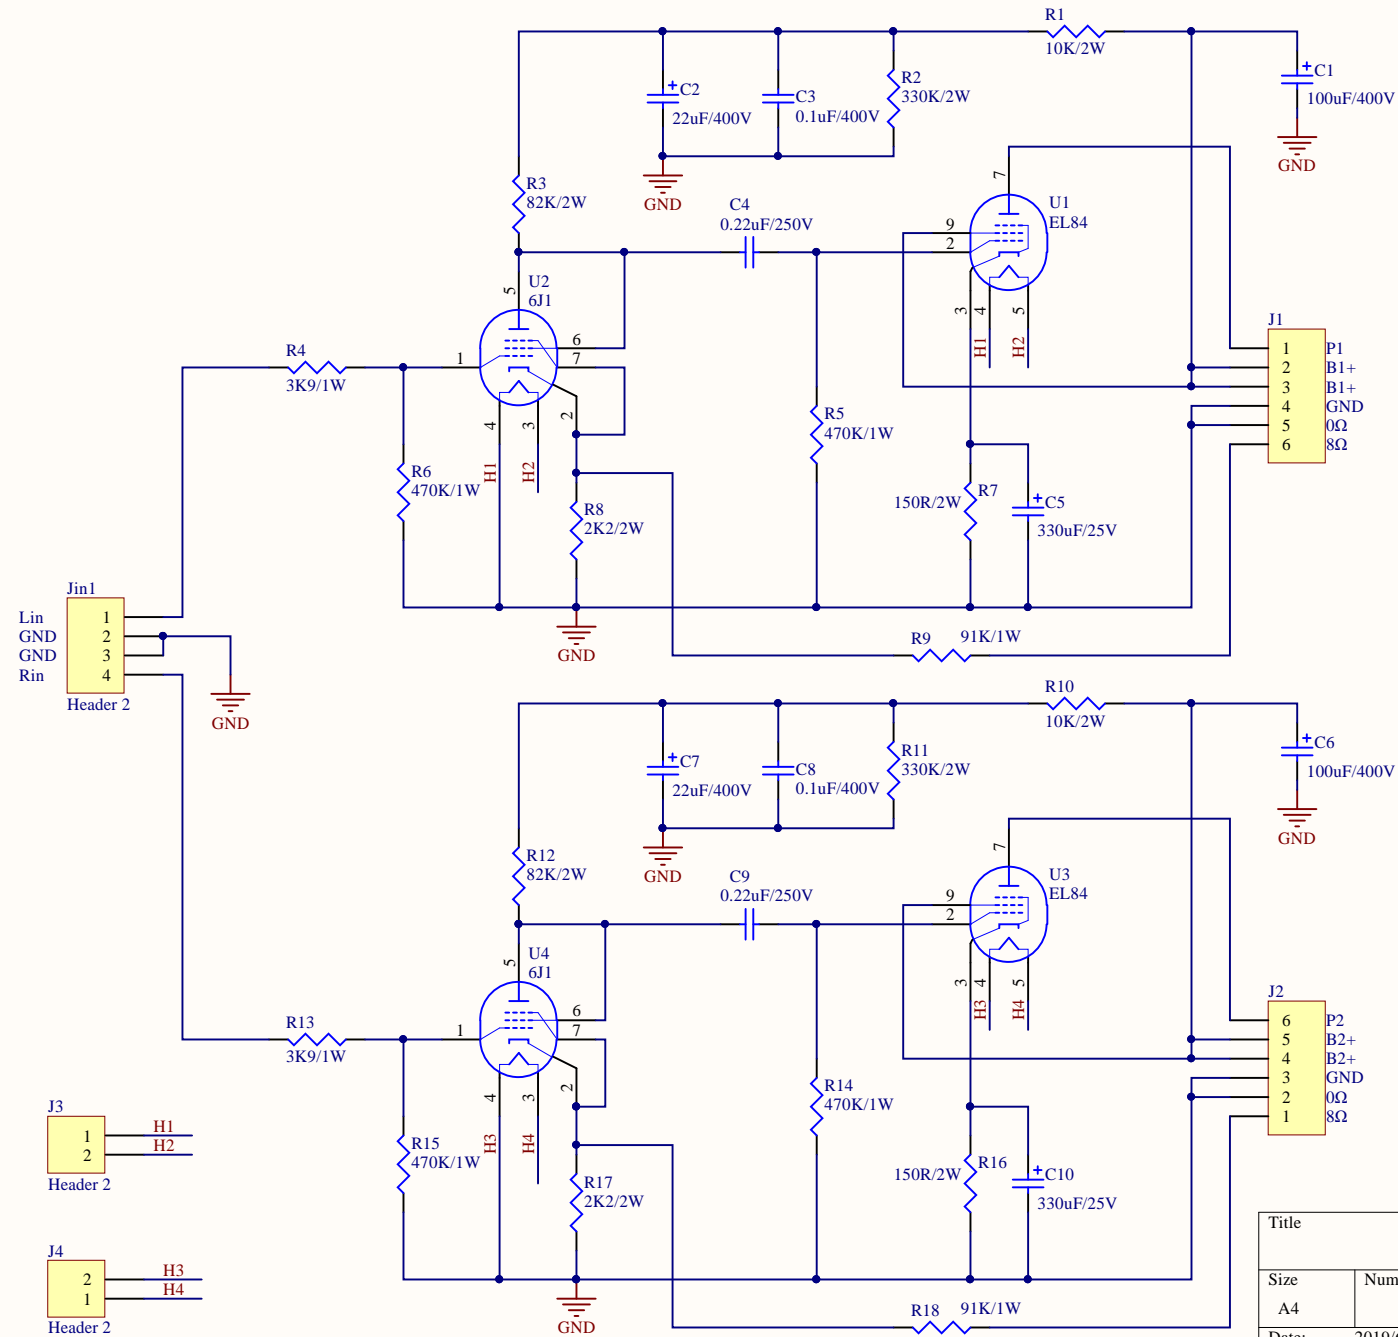 R1
10K/2W
C2
22uF/400V
C3
0.1uF/400V
R2
330K/2W
C1
100uF/400V
GND
GND
R3
82K/2W
C4
0.22uF/250V
7
U1
EL84
9
2
3
4
5
H1
H2
U2
6J1
5
6
7
1
4
3
2
H1
H2
R4
3K9/1W
R6
470K/1W
R5
470K/1W
R8
2K2/2W
150R/2W
R7
C5
330uF/25V
J1
1 P1
2 B1+
3 B1+
4 GND
5 0Ω
6 8Ω
GND
R9
91K/1W
Jin1
Lin 1
GND 2
GND 3
Rin 4
Header 2
GND
R10
10K/2W
C7
22uF/400V
C8
0.1uF/400V
R11
330K/2W
C6
100uF/400V
GND
GND
R12
82K/2W
C9
0.22uF/250V
7
U3
EL84
9
2
3
4
5
H3
H4
U4
6J1
5
6
7
1
4
3
2
H3
H4
R13
3K9/1W
R15
470K/1W
R14
470K/1W
R17
2K2/2W
150R/2W
R16
C10
330uF/25V
J2
6 P2
5 B2+
4 B2+
3 GND
2 0Ω
1 8Ω
GND
R18
91K/1W
J3
1 H1
2 H2
Header 2
J4
2 H3
1 H4
Header 2
Title
Size
Num
A4